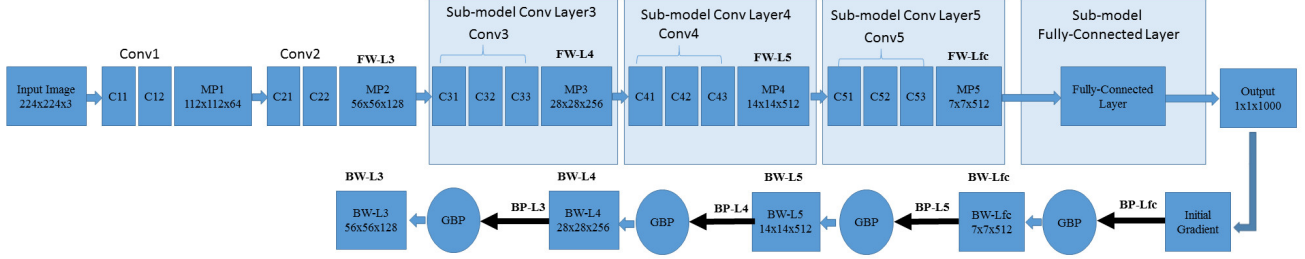 Sub-model Conv Layer3
Sub-model Conv Layer4
Sub-model Conv Layer5
Sub-model
Fully-Connected Layer
Conv1
Conv2
Conv3
Conv4
Conv5
FW-L3
FW-L4
FW-L5
FW-Lfc
Input Image
224x224x3
C11
C12
MP1
112x112x64
C21
C22
MP2
56x56x128
C31
C32
C33
MP3
28x28x256
C41
C42
C43
MP4
14x14x512
C51
C52
C53
MP5
7x7x512
Fully-Connected
Layer
Output
1x1x1000
BW-L3
BW-L4
BW-L5
BW-Lfc
BW-L3
56x56x128
GBP
BP-L3
BW-L4
28x28x256
GBP
BP-L4
BW-L5
14x14x512
GBP
BP-L5
BW-Lfc
7x7x512
GBP
BP-Lfc
Initial
Gradient